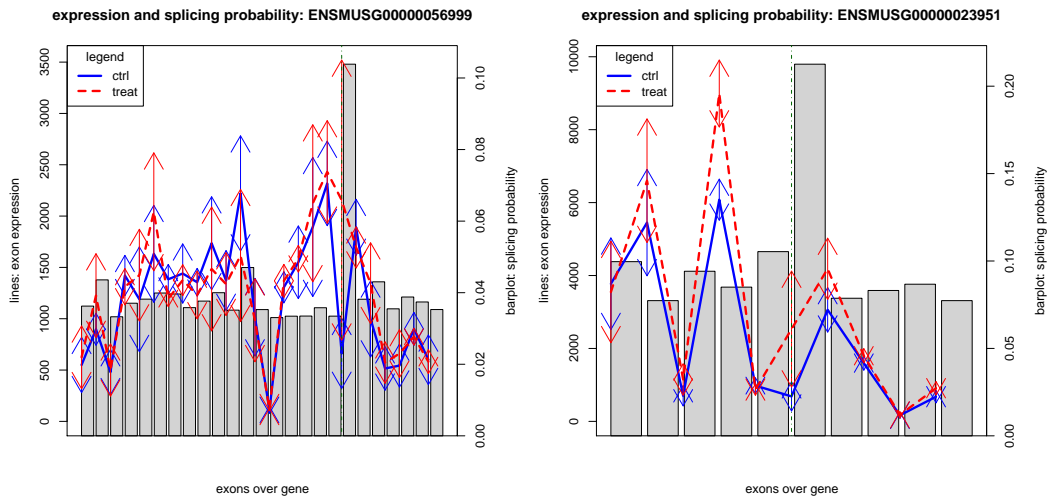 expression and splicing probability: ENSMUSG00000056999
legend
ctrl
treat
lines: exon expression
0
500
1000
1500
2000
2500
3000
3500
barplot: splicing probability
0.00
0.02
0.04
0.06
0.08
0.10
exons over gene
expression and splicing probability: ENSMUSG00000023951
legend
ctrl
treat
lines: exon expression
0
2000
4000
6000
8000
10000
barplot: splicing probability
0.00
0.05
0.10
0.15
0.20
exons over gene